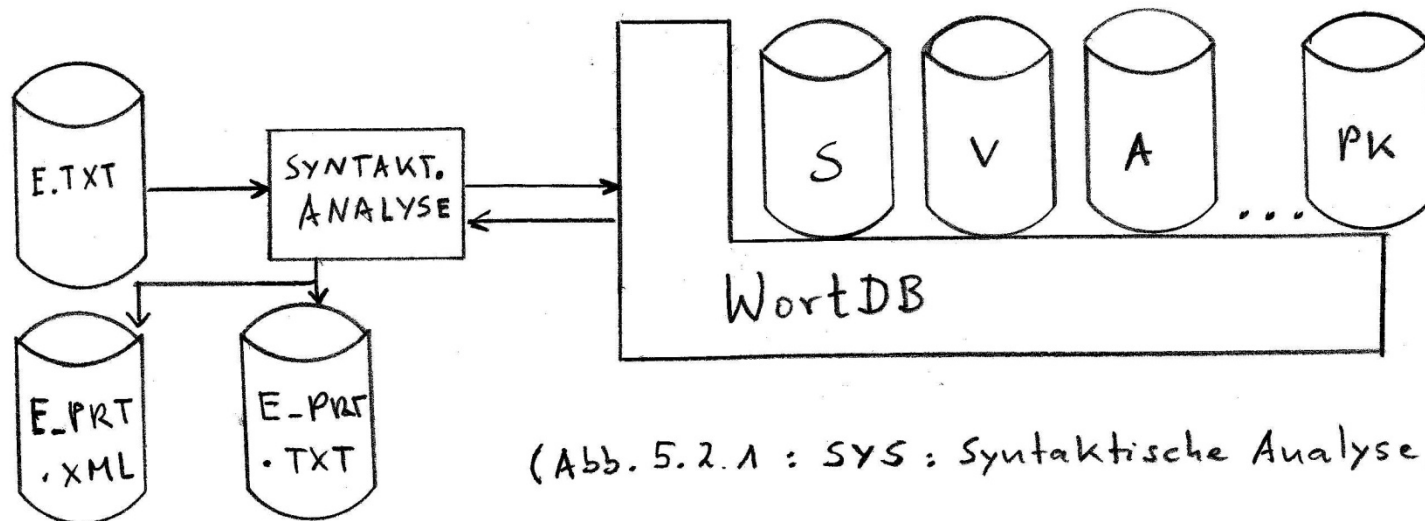 E.TXT
SYNTAKT.
ANALYSE
S
V
A
...
PK
WortDB
E_PRT
.XML
E_PRT
.TXT
(Abb. 5.2.1 : SYS : Syntaktische Analyse